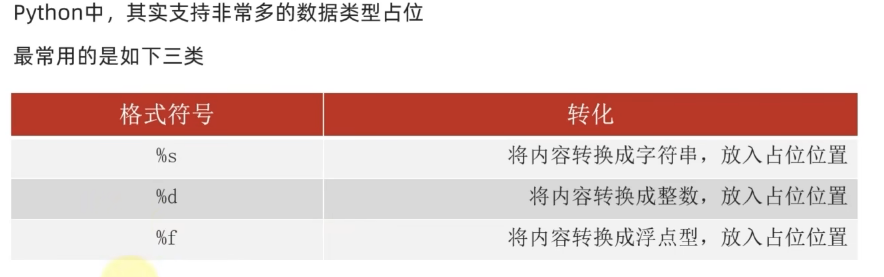 Python中，其实支持非常多的数据类型占位
最常用的是如下三类
格式符号 转化
%s 将内容转换成字符串，放入占位位置
%d 将内容转换成整数，放入占位位置
%f 将内容转换成浮点型，放入占位位置